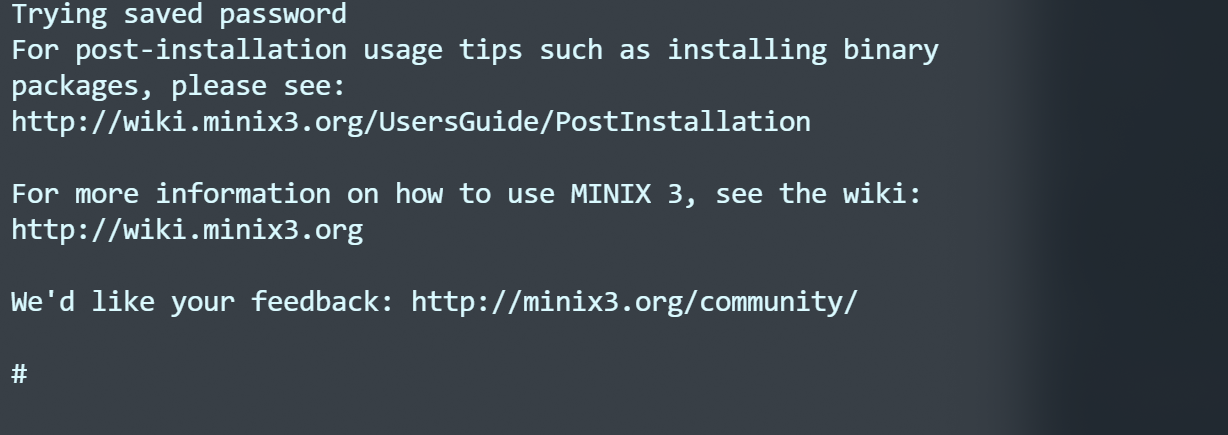 Trying saved password
For post-installation usage tips such as installing binary
packages, please see:
http://wiki.minix3.org/UsersGuide/PostInstallation
For more information on how to use MINIX 3, see the wiki:
http://wiki.minix3.org
We'd like your feedback: http://minix3.org/community/
#